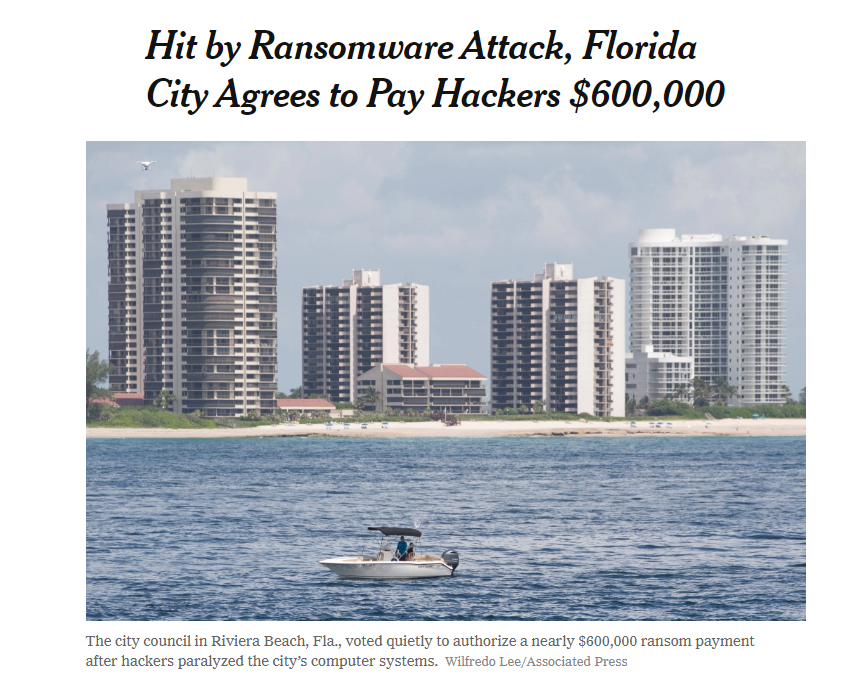 Hit by Ransomware Attack, Florida
City Agrees to Pay Hackers $600,000
The city council in Riviera Beach, Fla., voted quietly to authorize a nearly $600,000 ransom payment
after hackers paralyzed the city’s computer systems. Wilfredo Lee/Associated Press